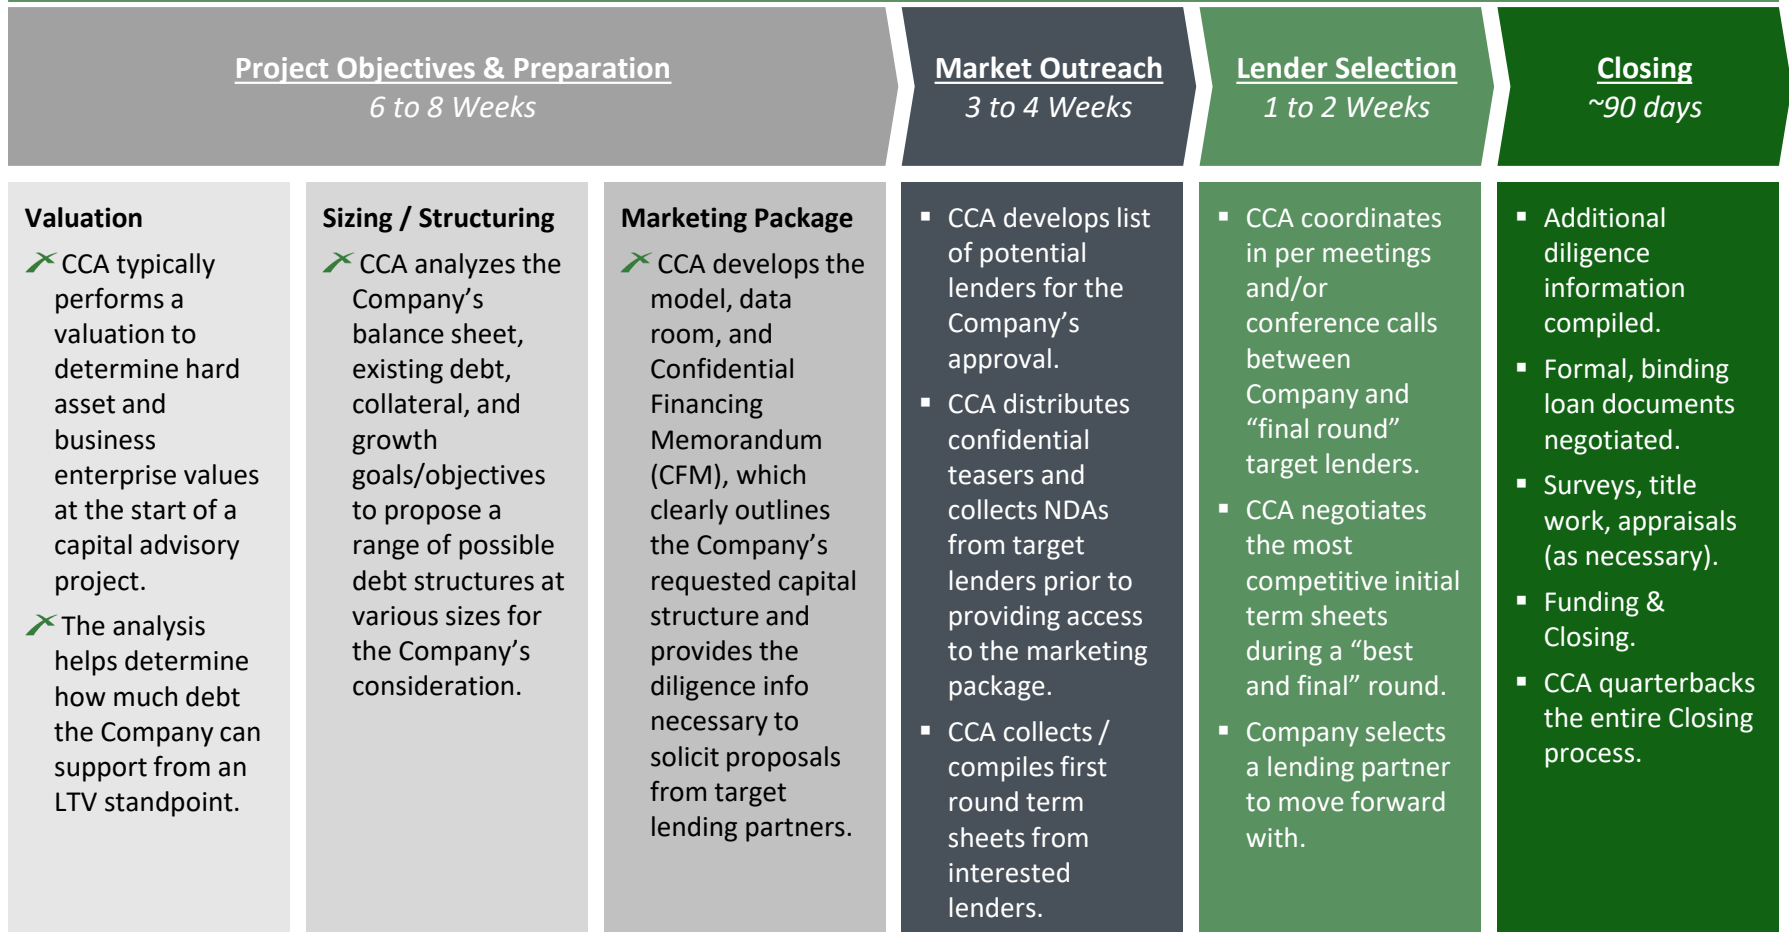 Project Objectives & Preparation
6 to 8 Weeks
Market Outreach
3 to 4 Weeks
Lender Selection
1 to 2 Weeks
Closing
~90 days
Valuation
CCA typically
performs a
valuation to
determine hard
asset and
business
enterprise values
at the start of a
capital advisory
project.
The analysis
helps determine
how much debt
the Company can
support from an
LTV standpoint.
Sizing / Structuring
CCA analyzes the
Company’s
balance sheet,
existing debt,
collateral, and
growth
goals/objectives
to propose a
range of possible
debt structures at
various sizes for
the Company’s
consideration.
Marketing Package
CCA develops the
model, data
room, and
Confidential
Financing
Memorandum
(CFM), which
clearly outlines
the Company’s
requested capital
structure and
provides the
diligence info
necessary to
solicit proposals
from target
lending partners.
▪ CCA develops list
of potential
lenders for the
Company’s
approval.
▪ CCA distributes
confidential
teasers and
collects NDAs
from target
lenders prior to
providing access
to the marketing
package.
▪ CCA collects /
compiles first
round term
sheets from
interested
lenders.
▪ CCA coordinates
in per meetings
and/or
conference calls
between
Company and
“final round”
target lenders.
▪ CCA negotiates
the most
competitive initial
term sheets
during a “best
and final” round.
▪ Company selects
a lending partner
to move forward
with.
▪ Additional
diligence
information
compiled.
▪ Formal, binding
loan documents
negotiated.
▪ Surveys, title
work, appraisals
(as necessary).
▪ Funding &
Closing.
▪ CCA quarterbacks
the entire Closing
process.